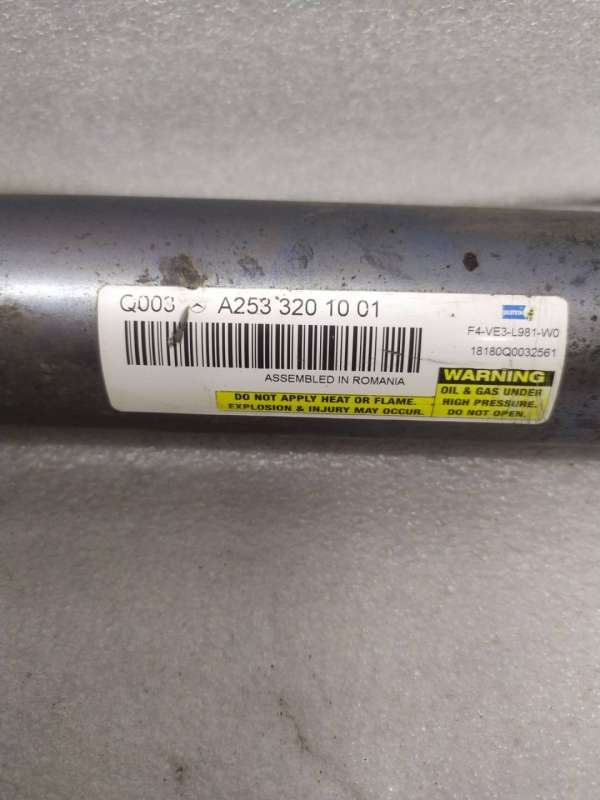 Q003 A253 320 10 01
F4-VE3-L981-W0
18180Q0032561
ASSEMBLED IN ROMANIA
WARNING
OIL & GAS UNDER
HIGH PRESSURE.
DO NOT OPEN.
DO NOT APPLY HEAT OR FLAME.
EXPLOSION & INJURY MAY OCCUR.